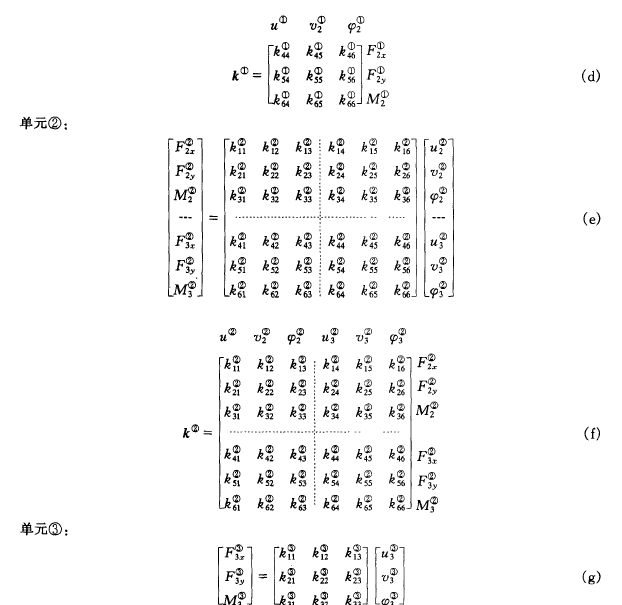 u^① v_2^① φ_2^①
k^① = [k_44^① k_45^① k_46^①] F_2x^①
[k_54^① k_55^① k_56^①] F_2y^① (d)
[k_64^① k_65^① k_66^①] M_2^①
单元②:
[F_2x^②] [k_11^② k_12^② k_13^② k_14^② k_15^② k_16^②] [u_2^②]
[F_2y^②] [k_21^② k_22^② k_23^② k_24^② k_25^② k_26^②] [v_2^②]
[M_2^②] [k_31^② k_32^② k_33^② k_34^② k_35^② k_36^②] [φ_2^②]
--- = --- (e)
[F_3x^②] [k_41^② k_42^② k_43^② k_44^② k_45^② k_46^②] [u_3^②]
[F_3y^②] [k_51^② k_52^② k_53^② k_54^② k_55^② k_56^②] [v_3^②]
[M_3^②] [k_61^② k_62^② k_63^② k_64^② k_65^② k_66^②] [φ_3^②]
u^② v_2^② φ_2^② u_3^② v_3^② φ_3^②
[k_11^② k_12^② k_13^② k_14^② k_15^② k_16^②] F_2x^②
[k_21^② k_22^② k_23^② k_24^② k_25^② k_26^②] F_2y^②
[k_31^② k_32^② k_33^② k_34^② k_35^② k_36^②] M_2^②
k^② = (f)
[k_41^② k_42^② k_43^② k_44^② k_45^② k_46^②] F_3x^②
[k_51^② k_52^② k_53^② k_54^② k_55^② k_56^②] F_3y^②
[k_61^② k_62^② k_63^② k_64^② k_65^② k_66^②] M_3^②
单元③:
[F_3x^③] [k_11^③ k_12^③ k_13^③] [u_3^③]
[F_3y^③] = [k_21^③ k_22^③ k_23^③] [v_3^③] (g)
[M_3^③] [k_31^③ k_32^③ k_33^③] [φ_3^③]